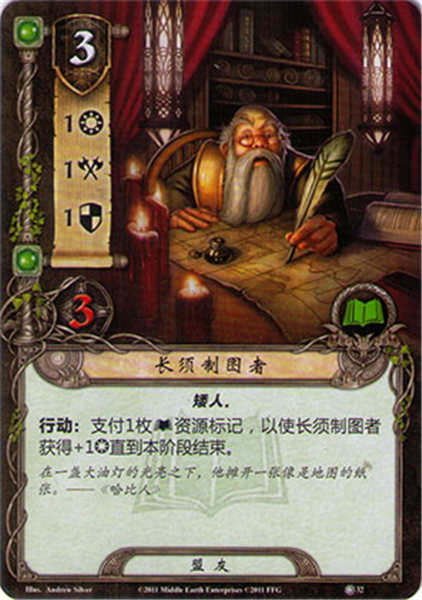 3
1
1
1
3
长须制图者
矮人.
行动：支付1枚资源标记，以使长须制图者
获得+1直到本阶段结束。
在一盏大油灯的光亮之下，他摊开一张像是地图的纸
张。——《哈比人》
盟友
Illus. Andrew Silver ©2011 Middle Earth Enterprises ©2011 FFG 32